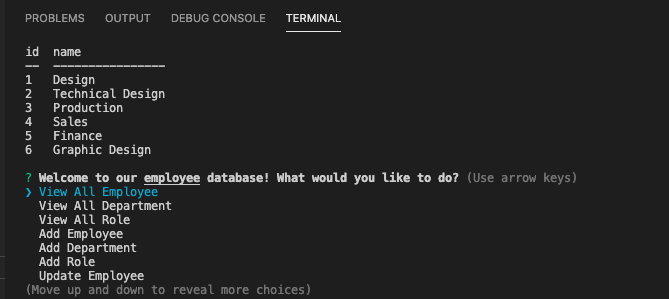 PROBLEMS OUTPUT DEBUG CONSOLE TERMINAL
id name
-- ----------------
1 Design
2 Technical Design
3 Production
4 Sales
5 Finance
6 Graphic Design
? Welcome to our employee database! What would you like to do? (Use arrow keys)
❯ View All Employee
View All Department
View All Role
Add Employee
Add Department
Add Role
Update Employee
(Move up and down to reveal more choices)